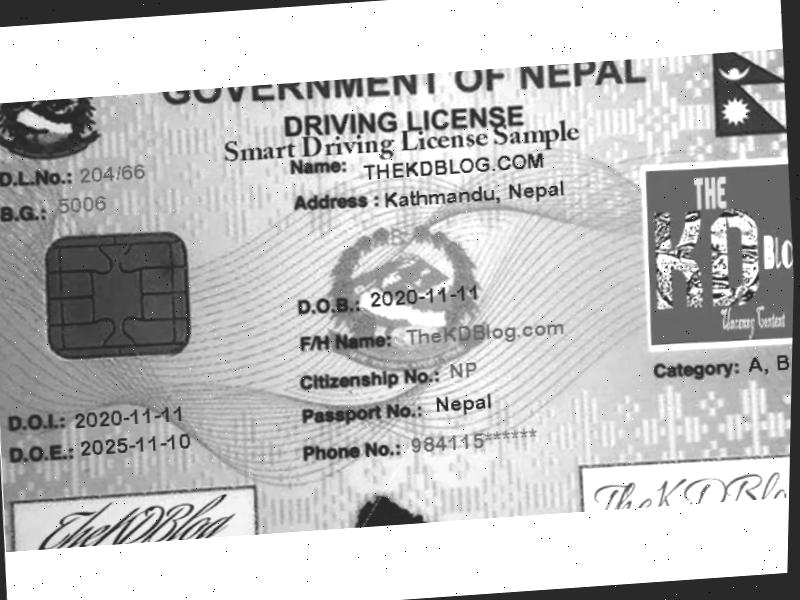 GOVERNMENT OF NEPAL
DRIVING LICENSE
Smart Driving License Sample
D.L.No.: 204/66
B.G.: 5006
Name: THEKDBLOG.COM
Address : Kathmandu, Nepal
THE
KD
BLO
Uncanny Content
D.O.B.: 2020-11-11
F/H Name: TheKDBlog.com
Citizenship No.: NP
Category: A, B
Passport No.: Nepal
Phone No.: 984115******
D.O.I.: 2020-11-11
D.O.E.: 2025-11-10
TheKDBlog
TheKDBlo